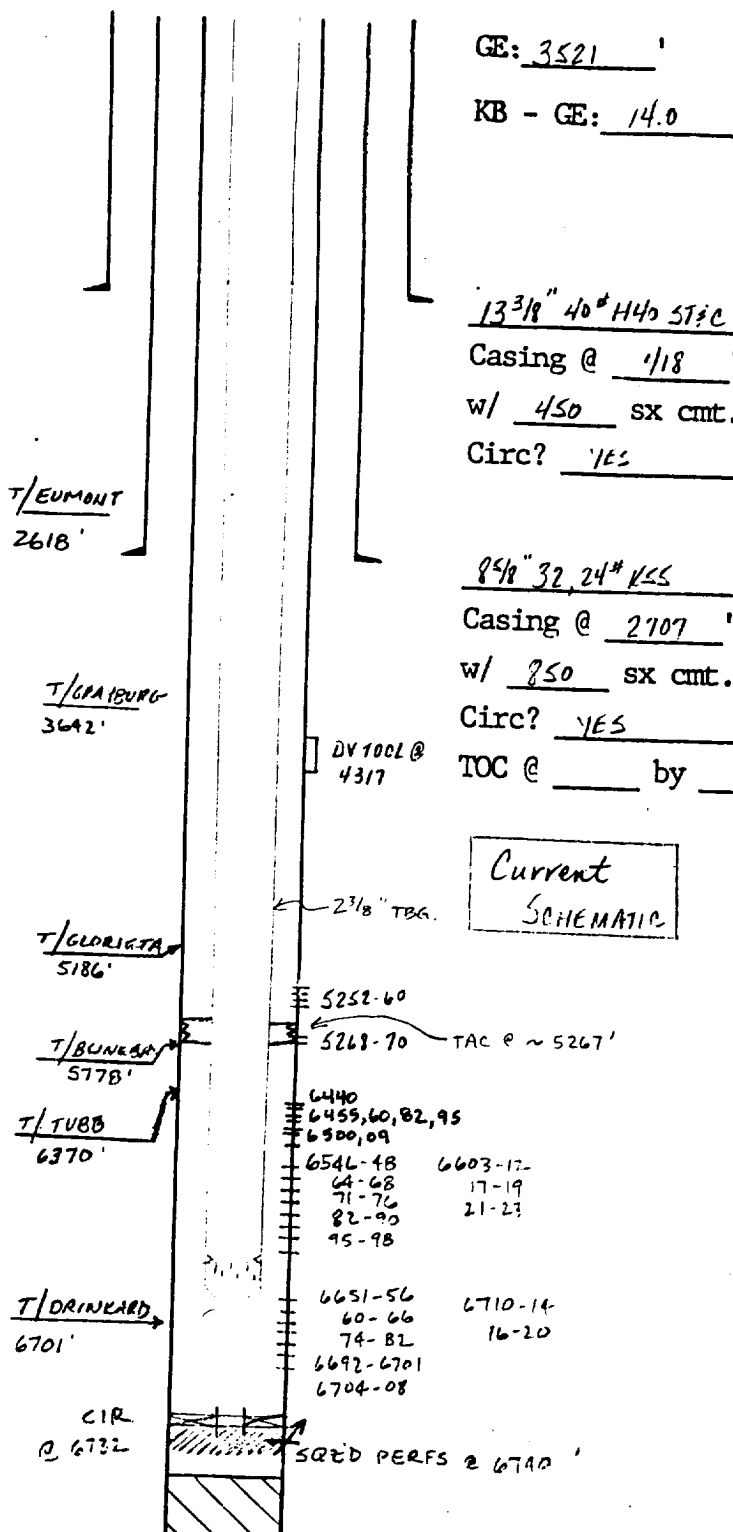 GE: 3521 '
KB - GE: 14.0
13 3/8" 40# H40 ST&C
Casing @ 
w/ 450 sx cmt.
Circ? YES
T/EUMONT
2618'
8 5/8" 32, 24# KSS
Casing @ 2707 '
w/ 850 sx cmt.
Circ? YES
TOC @ ____ by ____
T/GRAYBURG
3642'
DV TOOL @
4317
Current
SCHEMATIC
2 3/8" TBG.
T/GLORIETA
5186'
5252-60
5268-70
TAC @ ~ 5267'
T/BLINEBRY
5778'
T/TUBB
6370'
6440
6455,60,82,95
6500,09
6546-48 6603-12
64-68 17-19
71-76 21-23
82-90
95-98
T/DRINKARD
6701'
6651-56 6710-14
60-66 16-20
74-82
6692-6701
6704-08
CIR
@ 6732
SQZ'D PERFS @ 6740 '